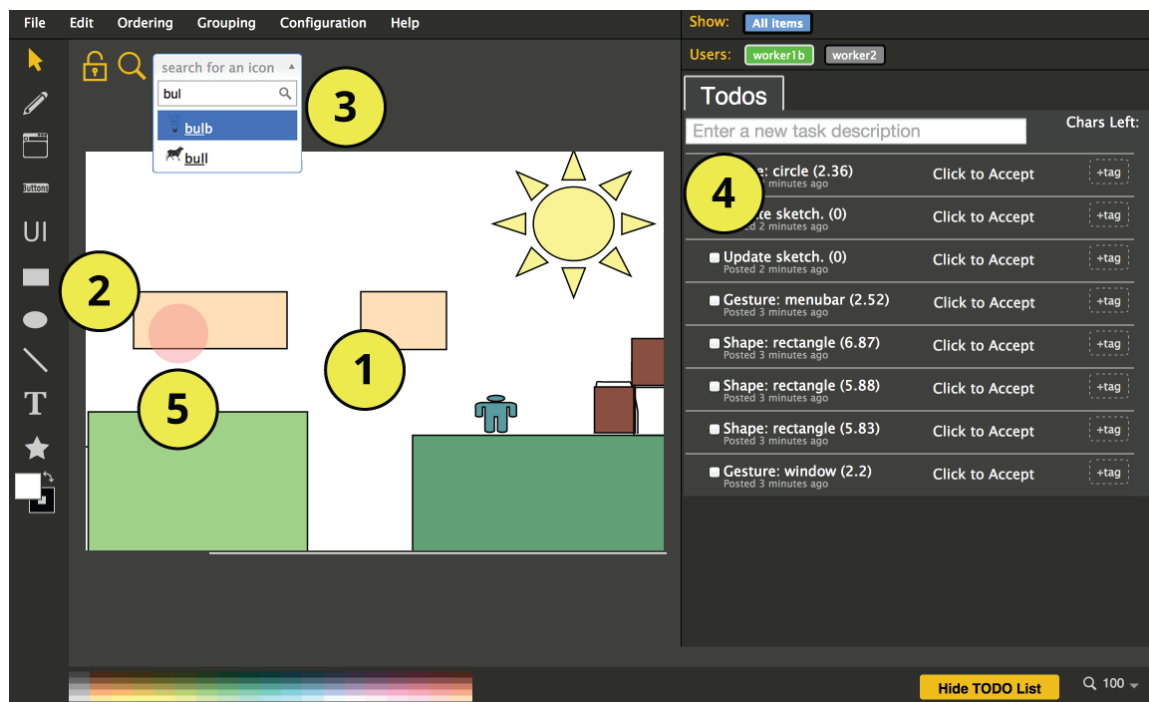 File Edit Ordering Grouping Configuration Help
Show: All items
Users: worker1b worker2
search for an icon
bul
bulb
bull
3
Todos
Enter a new task description
Chars Left:
: circle (2.36) Click to Accept +tag
minutes ago
4
sketch. (0) Click to Accept +tag
2 minutes ago
Update sketch. (0) Click to Accept +tag
Posted 2 minutes ago
Gesture: menubar (2.52) Click to Accept +tag
Posted 3 minutes ago
Shape: rectangle (6.87) Click to Accept +tag
Posted 3 minutes ago
Shape: rectangle (5.88) Click to Accept +tag
Posted 3 minutes ago
Shape: rectangle (5.83) Click to Accept +tag
Posted 3 minutes ago
Gesture: window (2.2) Click to Accept +tag
Posted 3 minutes ago
Buttons
UI
2
1
T
5
Hide TODO List
100